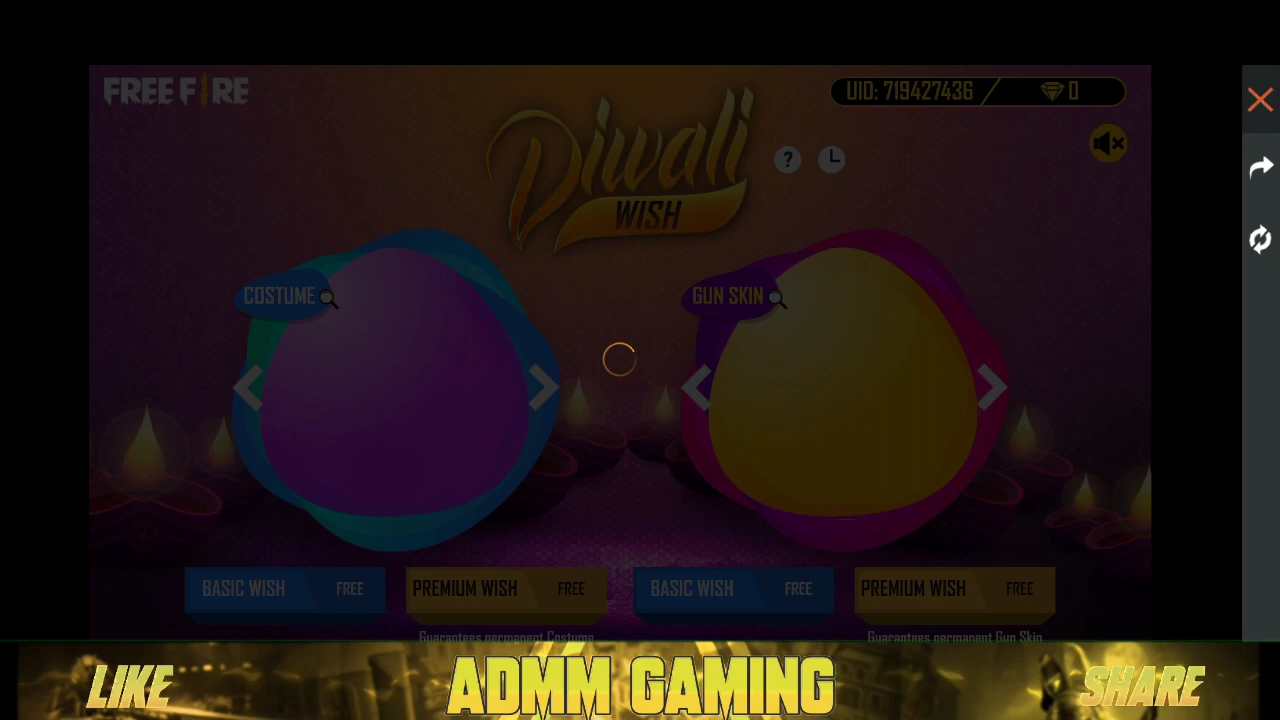 FREE FIRE
UID: 719427436
0
Diwali
WISH
?
COSTUME
GUN SKIN
BASIC WISH FREE
PREMIUM WISH FREE
BASIC WISH FREE
PREMIUM WISH FREE
Guarantees permanent Costume
Guarantees permanent Gun Skin
LIKE
ADMM GAMING
SHARE